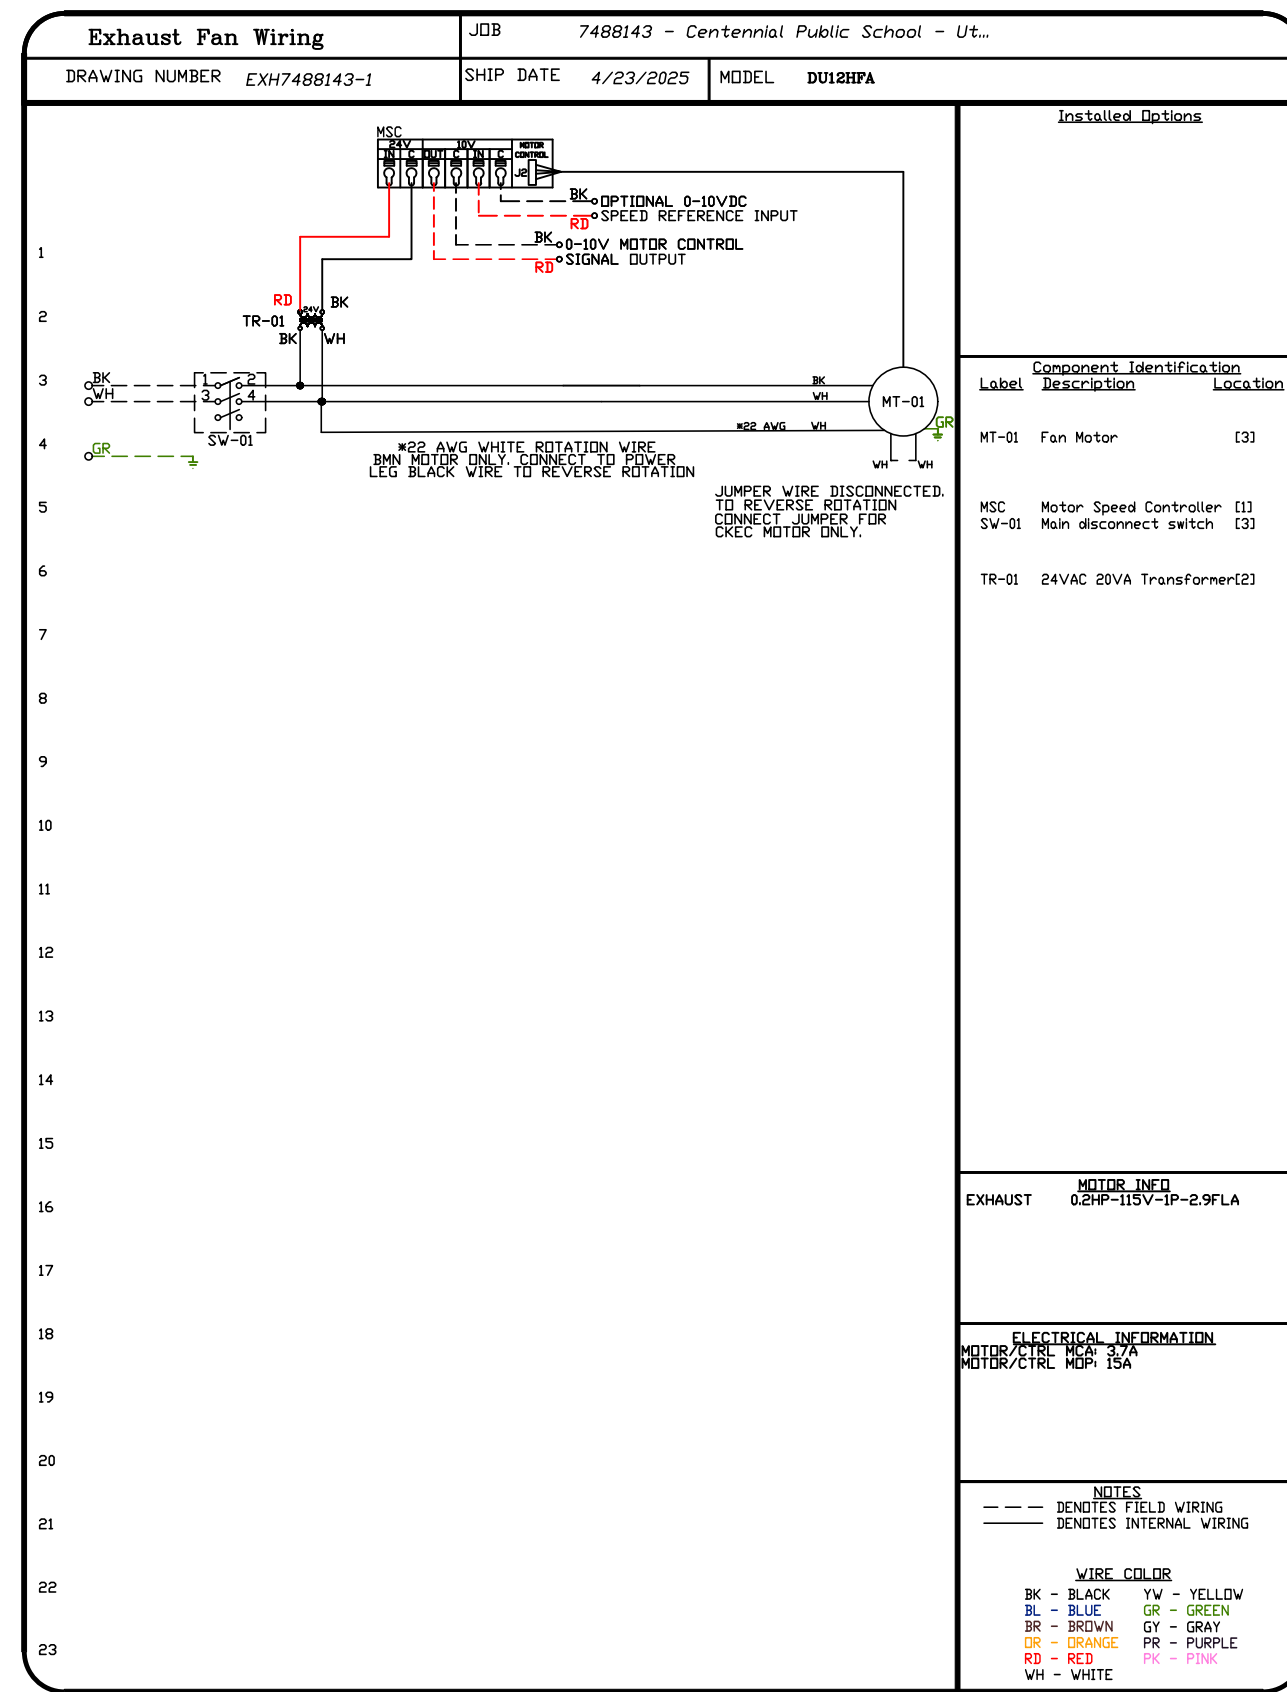 Exhaust Fan Wiring
JOB 7488143 - Centennial Public School - Ut...
DRAWING NUMBER EXH7488143-1
SHIP DATE 4/23/2025
MODEL DU12HFA
MSC
24V 10V MOTOR
IN C OUT C IN C CONTROL
J2
BK OPTIONAL 0-10VDC
RD SPEED REFERENCE INPUT
BK 0-10V MOTOR CONTROL
RD SIGNAL OUTPUT
RD BK
24V
TR-01
BK WH
BK
WH
1 2
3 4
SW-01
GR
BK
WH
*22 AWG WH
MT-01
GR
WH WH
*22 AWG WHITE ROTATION WIRE
BMN MOTOR ONLY. CONNECT TO POWER
LEG BLACK WIRE TO REVERSE ROTATION
JUMPER WIRE DISCONNECTED.
TO REVERSE ROTATION
CONNECT JUMPER FOR
CKEC MOTOR ONLY.
1
2
3
4
5
6
7
8
9
10
11
12
13
14
15
16
17
18
19
20
21
22
23
Installed Options
Component Identification
Label Description Location
MT-01 Fan Motor [3]
MSC Motor Speed Controller [1]
SW-01 Main disconnect switch [3]
TR-01 24VAC 20VA Transformer[2]
MOTOR INFO
EXHAUST 0.2HP-115V-1P-2.9FLA
ELECTRICAL INFORMATION
MOTOR/CTRL MCA: 3.7A
MOTOR/CTRL MOP: 15A
NOTES
DENOTES FIELD WIRING
DENOTES INTERNAL WIRING
WIRE COLOR
BK - BLACK YW - YELLOW
BL - BLUE GR - GREEN
BR - BROWN GY - GRAY
OR - ORANGE PR - PURPLE
RD - RED PK - PINK
WH - WHITE